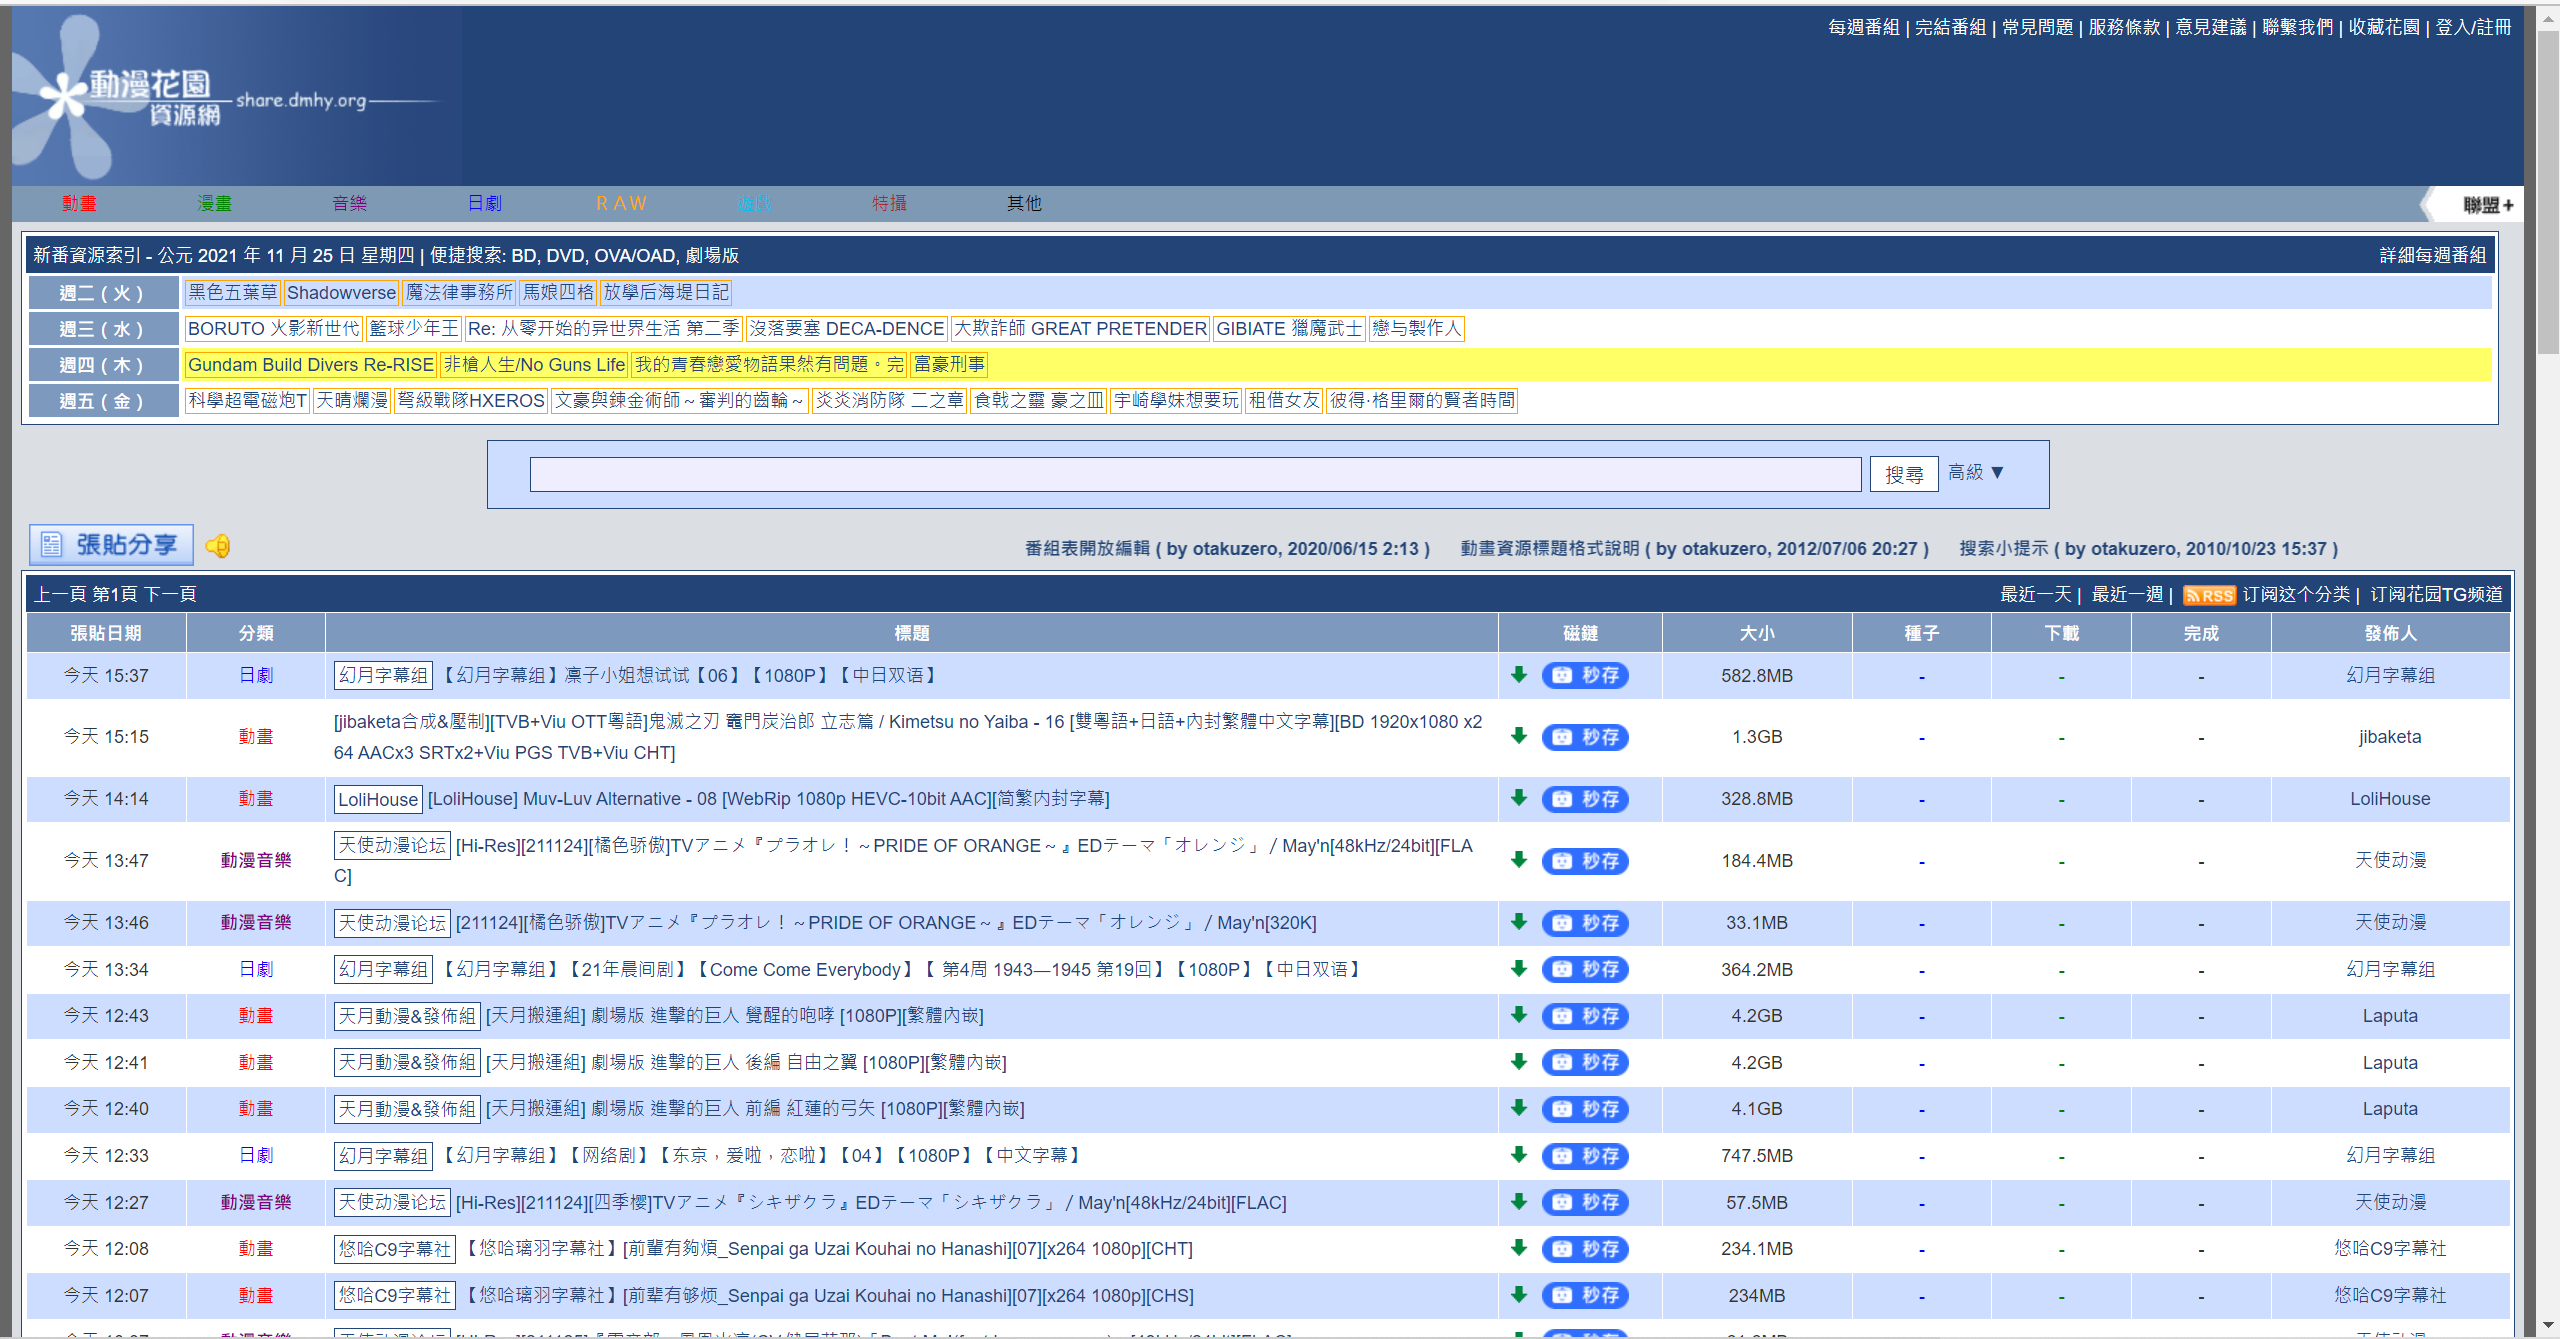 每週番組 | 完結番組 | 常見問題 | 服務條款 | 意見建議 | 聯繫我們 | 收藏花園 | 登入/註冊
動漫花園
資源網
share.dmhy.org
動畫 漫畫 音樂 日劇 R A W 遊戲 特攝 其他 聯盟+
新番資源索引 - 公元 2021 年 11 月 25 日 星期四 | 便捷搜索: BD, DVD, OVA/OAD, 劇場版 詳細每週番組
週二 ( 火 ) 黑色五葉草 Shadowverse 魔法律事務所 馬娘四格 放學后海堤日記
週三 ( 水 ) BORUTO 火影新世代 籃球少年王 Re: 从零开始的异世界生活 第二季 沒落要塞 DECA-DENCE 大欺詐師 GREAT PRETENDER GIBIATE 獵魔武士 戀与製作人
週四 ( 木 ) Gundam Build Divers Re-RISE 非槍人生/No Guns Life 我的青春戀愛物語果然有問題。完 富豪刑事
週五 ( 金 ) 科學超電磁炮T 天晴爛漫 弩級戰隊HXEROS 文豪與鍊金術師～審判的齒輪～ 炎炎消防隊 二之章 食戟之靈 豪之皿 宇崎學妹想要玩 租借女友 彼得·格里爾的賢者時間
搜尋 高級 ▼
張貼分享 番組表開放編輯 ( by otakuzero, 2020/06/15 2:13 ) 動畫資源標題格式說明 ( by otakuzero, 2012/07/06 20:27 ) 搜索小提示 ( by otakuzero, 2010/10/23 15:37 )
上一頁 第1頁 下一頁 最近一天 | 最近一週 | RSS 订阅这个分类 | 订阅花园TG频道
張貼日期 分類 標題 磁鏈 大小 種子 下載 完成 發佈人
今天 15:37 日劇 幻月字幕组 【幻月字幕组】凛子小姐想试试【06】【1080P】【中日双语】 秒存 582.8MB - - - 幻月字幕组
今天 15:15 動畫 [jibaketa合成&壓制][TVB+Viu OTT粵語]鬼滅之刃 竈門炭治郎 立志篇 / Kimetsu no Yaiba - 16 [雙粵語+日語+內封繁體中文字幕][BD 1920x1080 x2
64 AACx3 SRTx2+Viu PGS TVB+Viu CHT] 秒存 1.3GB - - - jibaketa
今天 14:14 動畫 LoliHouse [LoliHouse] Muv-Luv Alternative - 08 [WebRip 1080p HEVC-10bit AAC][简繁内封字幕] 秒存 328.8MB - - - LoliHouse
今天 13:47 動漫音樂 天使动漫论坛 [Hi-Res][211124][橘色骄傲]TVアニメ『プラオレ！～PRIDE OF ORANGE～』EDテーマ「オレンジ」／May'n[48kHz/24bit][FLA
C] 秒存 184.4MB - - - 天使动漫
今天 13:46 動漫音樂 天使动漫论坛 [211124][橘色骄傲]TVアニメ『プラオレ！～PRIDE OF ORANGE～』EDテーマ「オレンジ」／May'n[320K] 秒存 33.1MB - - - 天使动漫
今天 13:34 日劇 幻月字幕组 【幻月字幕组】【21年晨间剧】【Come Come Everybody】【 第4周 1943—1945 第19回】【1080P】【中日双语】 秒存 364.2MB - - - 幻月字幕组
今天 12:43 動畫 天月動漫&發佈組 [天月搬運組] 劇場版 進擊的巨人 覺醒的咆哮 [1080P][繁體內嵌] 秒存 4.2GB - - - Laputa
今天 12:41 動畫 天月動漫&發佈組 [天月搬運組] 劇場版 進擊的巨人 後編 自由之翼 [1080P][繁體內嵌] 秒存 4.2GB - - - Laputa
今天 12:40 動畫 天月動漫&發佈組 [天月搬運組] 劇場版 進擊的巨人 前編 紅蓮的弓矢 [1080P][繁體內嵌] 秒存 4.1GB - - - Laputa
今天 12:33 日劇 幻月字幕组 【幻月字幕组】【网络剧】【东京，爱啦，恋啦】【04】【1080P】【中文字幕】 秒存 747.5MB - - - 幻月字幕组
今天 12:27 動漫音樂 天使动漫论坛 [Hi-Res][211124][四季樱]TVアニメ『シキザクラ』EDテーマ「シキザクラ」／May'n[48kHz/24bit][FLAC] 秒存 57.5MB - - - 天使动漫
今天 12:08 動畫 悠哈C9字幕社 【悠哈璃羽字幕社】[前輩有夠煩_Senpai ga Uzai Kouhai no Hanashi][07][x264 1080p][CHT] 秒存 234.1MB - - - 悠哈C9字幕社
今天 12:07 動畫 悠哈C9字幕社 【悠哈璃羽字幕社】[前辈有够烦_Senpai ga Uzai Kouhai no Hanashi][07][x264 1080p][CHS] 秒存 234MB - - - 悠哈C9字幕社